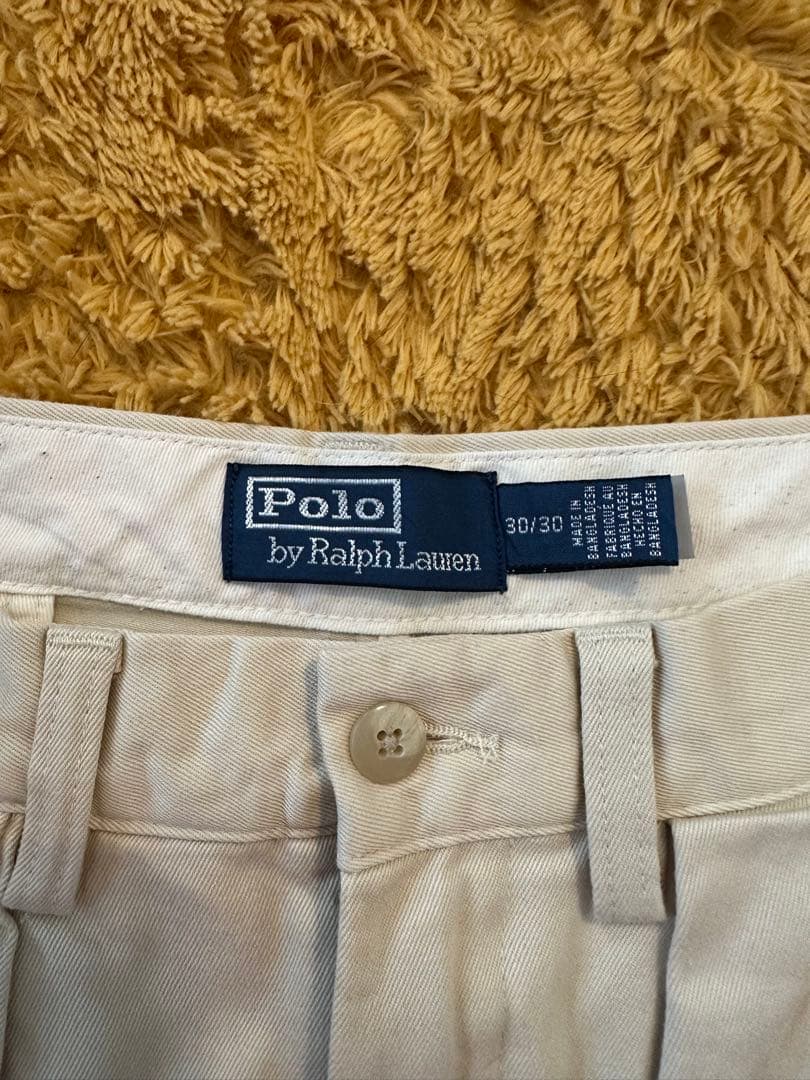 Polo
by Ralph Lauren
30/30
MADE IN
BANGLADESH
FABRIQUE AU
BANGLADESH
HECHO EN
BANGLADESH